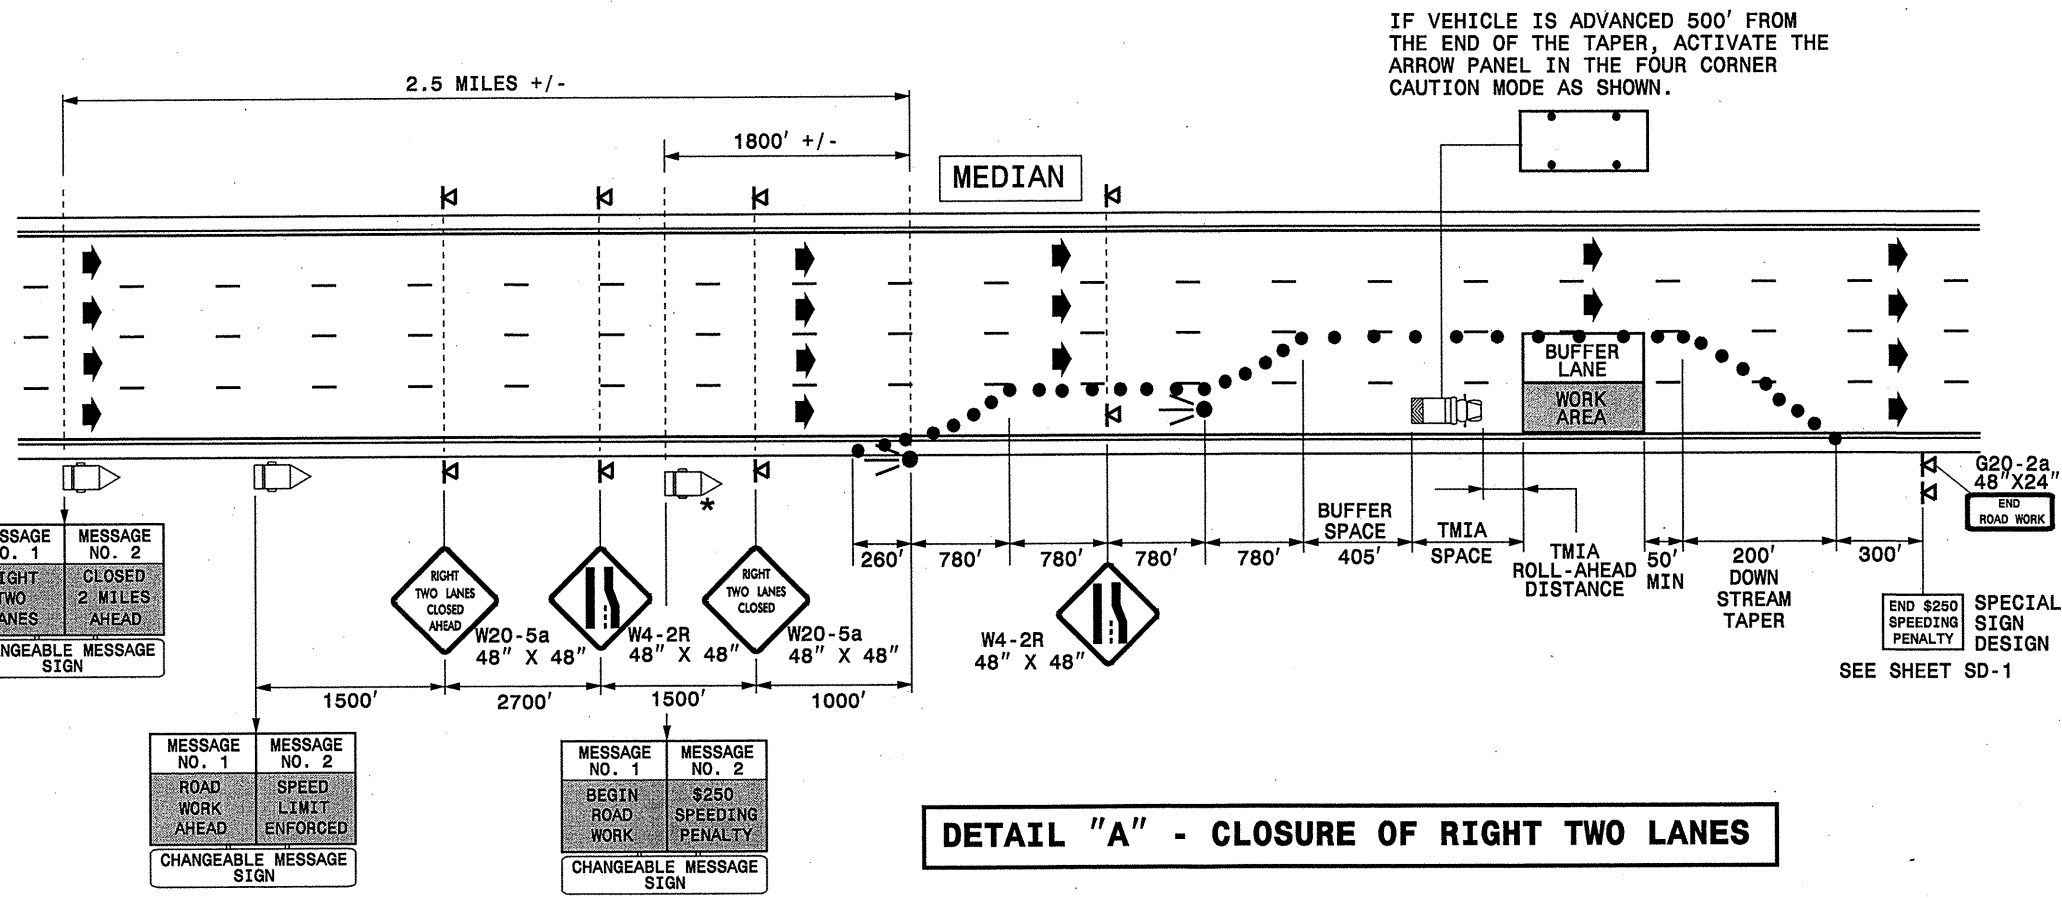 IF VEHICLE IS ADVANCED 500' FROM
THE END OF THE TAPER, ACTIVATE THE
ARROW PANEL IN THE FOUR CORNER
CAUTION MODE AS SHOWN.
2.5 MILES +/-
1800' +/-
MEDIAN
BUFFER
LANE
WORK
AREA
*
G20-2a
48"X24"
END
ROAD WORK
260'
780'
780'
780'
780'
BUFFER
SPACE
405'
TMIA
SPACE
TMIA
ROLL-AHEAD
DISTANCE
50'
MIN
200'
DOWN
STREAM
TAPER
300'
SSAGE
O. 1
MESSAGE
NO. 2
IGHT
TWO
ANES
CLOSED
2 MILES
AHEAD
ANGEABLE MESSAGE
SIGN
RIGHT
TWO LANES
CLOSED
AHEAD
W20-5a
48" X 48"
W4-2R
48" X 48"
RIGHT
TWO LANES
CLOSED
W20-5a
48" X 48"
W4-2R
48" X 48"
END $250
SPEEDING
PENALTY
SPECIAL
SIGN
DESIGN
SEE SHEET SD-1
1500'
2700'
1500'
1000'
MESSAGE
NO. 1
MESSAGE
NO. 2
ROAD
WORK
AHEAD
SPEED
LIMIT
ENFORCED
CHANGEABLE MESSAGE
SIGN
MESSAGE
NO. 1
MESSAGE
NO. 2
BEGIN
ROAD
WORK
$250
SPEEDING
PENALTY
CHANGEABLE MESSAGE
SIGN
DETAIL "A" - CLOSURE OF RIGHT TWO LANES